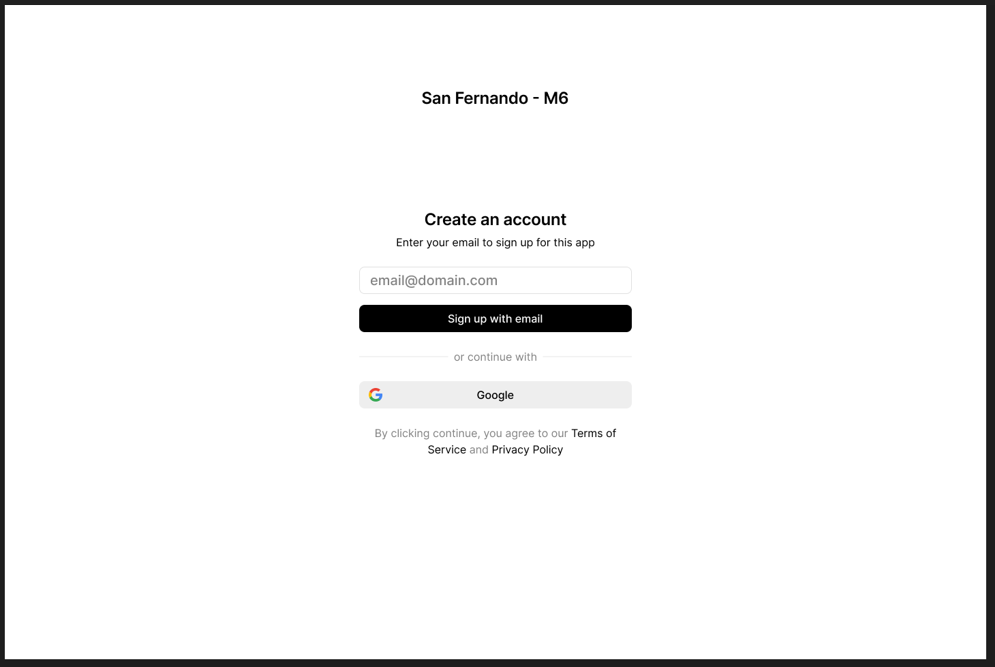 San Fernando - M6
Create an account
Enter your email to sign up for this app
email@domain.com
Sign up with email
or continue with
Google
By clicking continue, you agree to our Terms of
Service and Privacy Policy